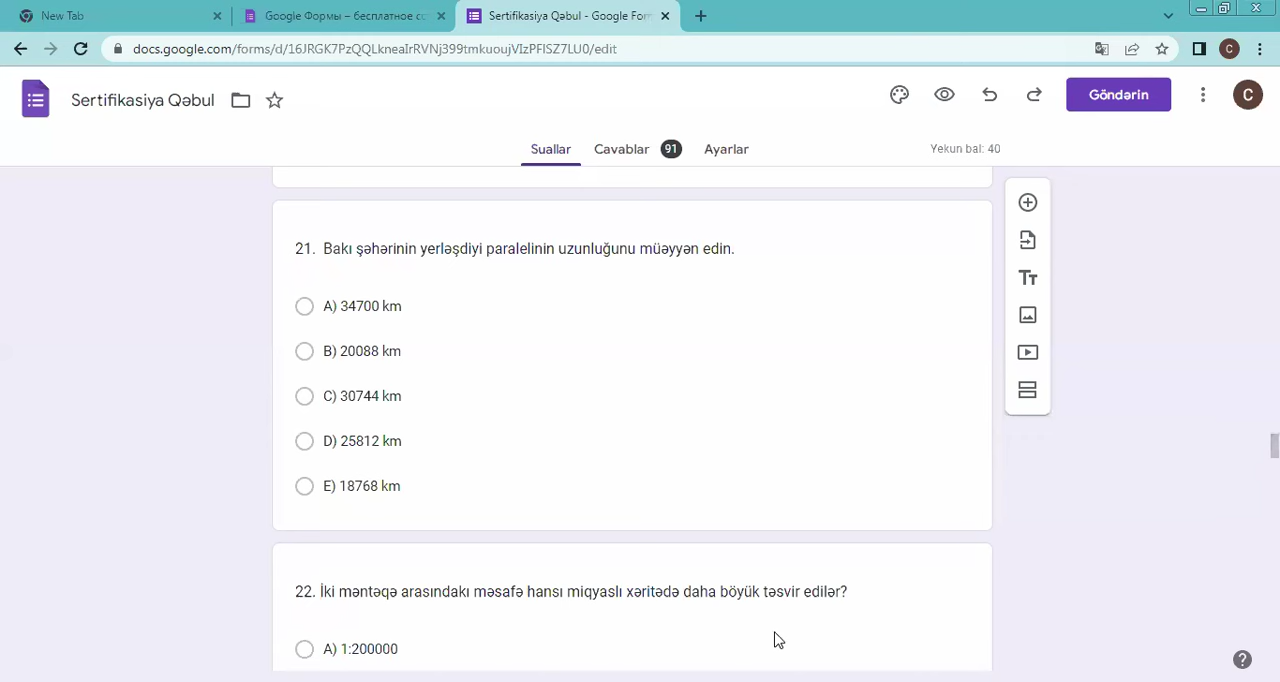 New Tab
Google Формы – бесплатное со
Sertifikasiya Qəbul - Google For
docs.google.com/forms/d/16JRGK7PzQQLkneaIrRVNj399tmkuoujVIzPFlSZ7LU0/edit
C
Sertifikasiya Qəbul
Göndərin
C
Suallar
Cavablar 91
Ayarlar
Yekun bal: 40
21. Bakı şəhərinin yerləşdiyi paralelinin uzunluğunu müəyyən edin.
A) 34700 km
B) 20088 km
C) 30744 km
D) 25812 km
E) 18768 km
22. İki məntəqə arasındakı məsafə hansı miqyaslı xəritədə daha böyük təsvir edilər?
A) 1:200000